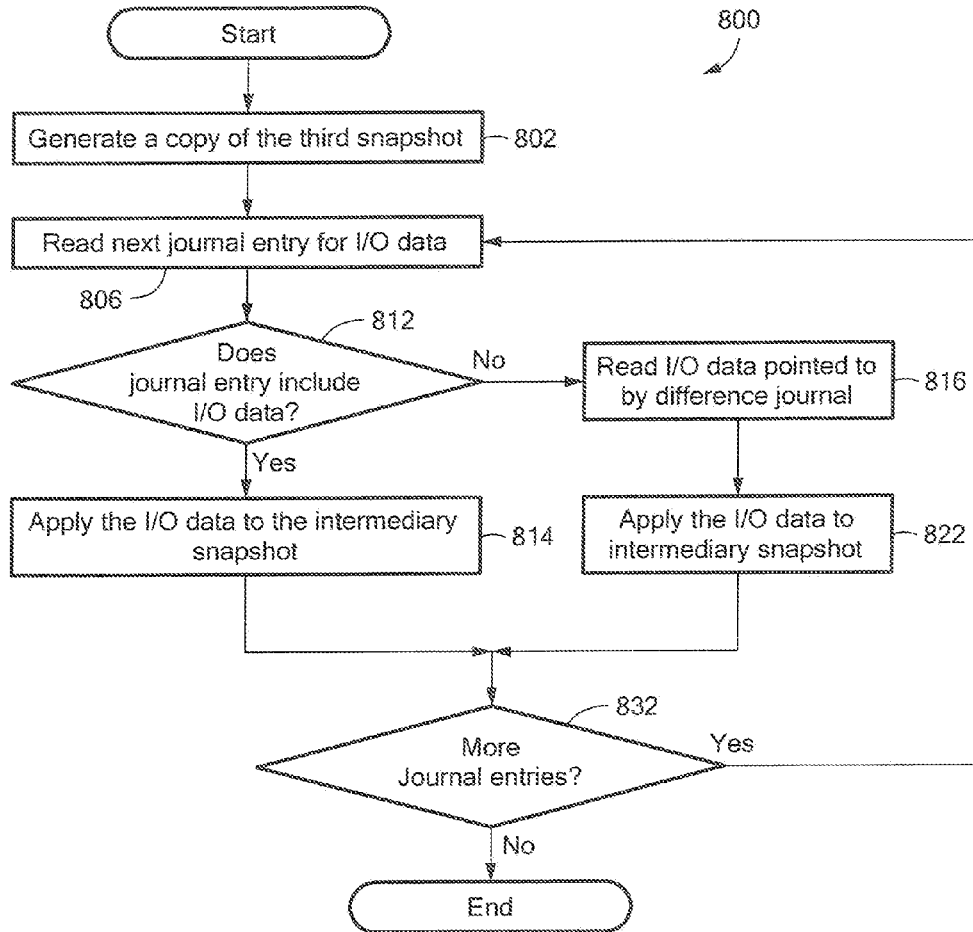 Start
800
Generate a copy of the third snapshot
802
Read next journal entry for I/O data
806
812
Does
journal entry include
I/O data?
No
Read I/O data pointed to
by difference journal
816
Yes
Apply the I/O data to the intermediary
snapshot
814
Apply the I/O data to
intermediary snapshot
822
832
More
Journal entries?
Yes
No
End